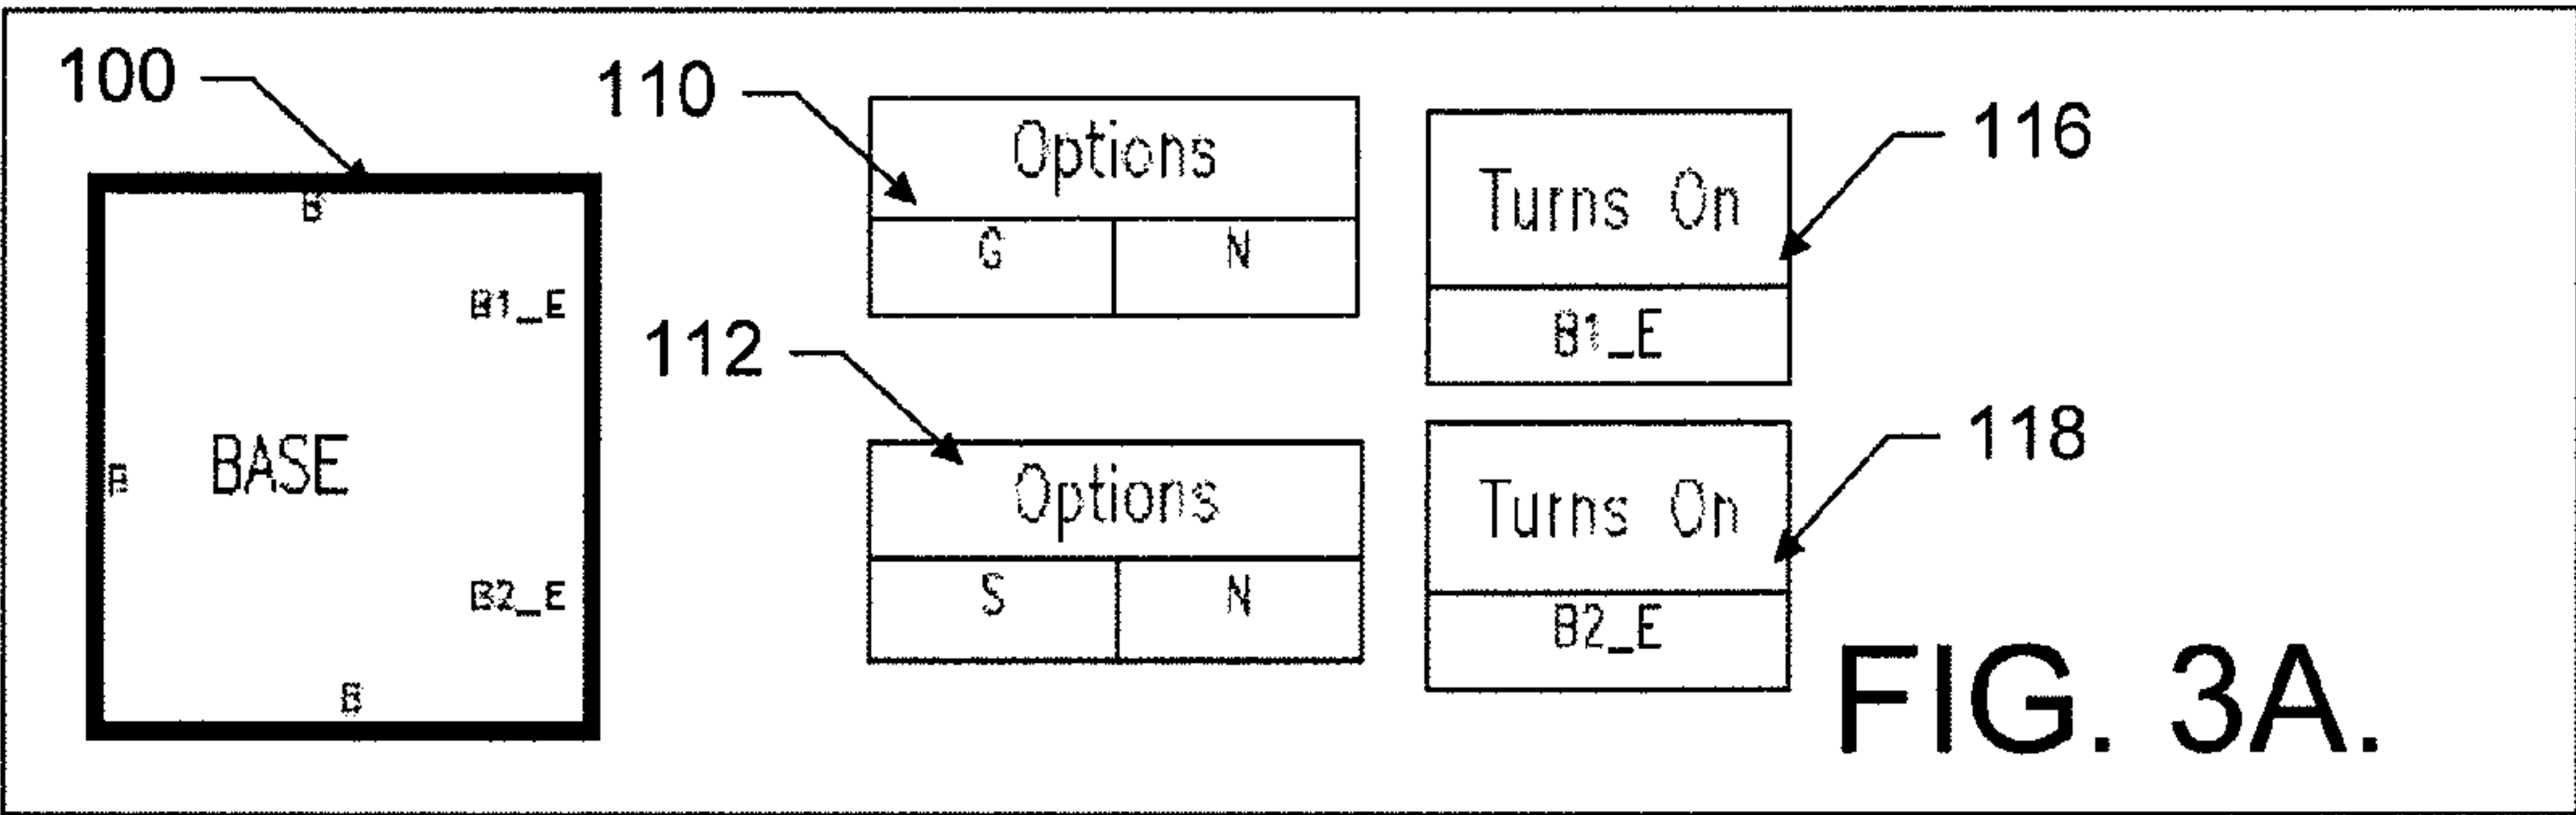 100
110
Options
G N
116
Turns On
B1_E
B
B1_E
BASE
B
B2_E
B
112
Options
S N
118
Turns On
B2_E
FIG. 3A.